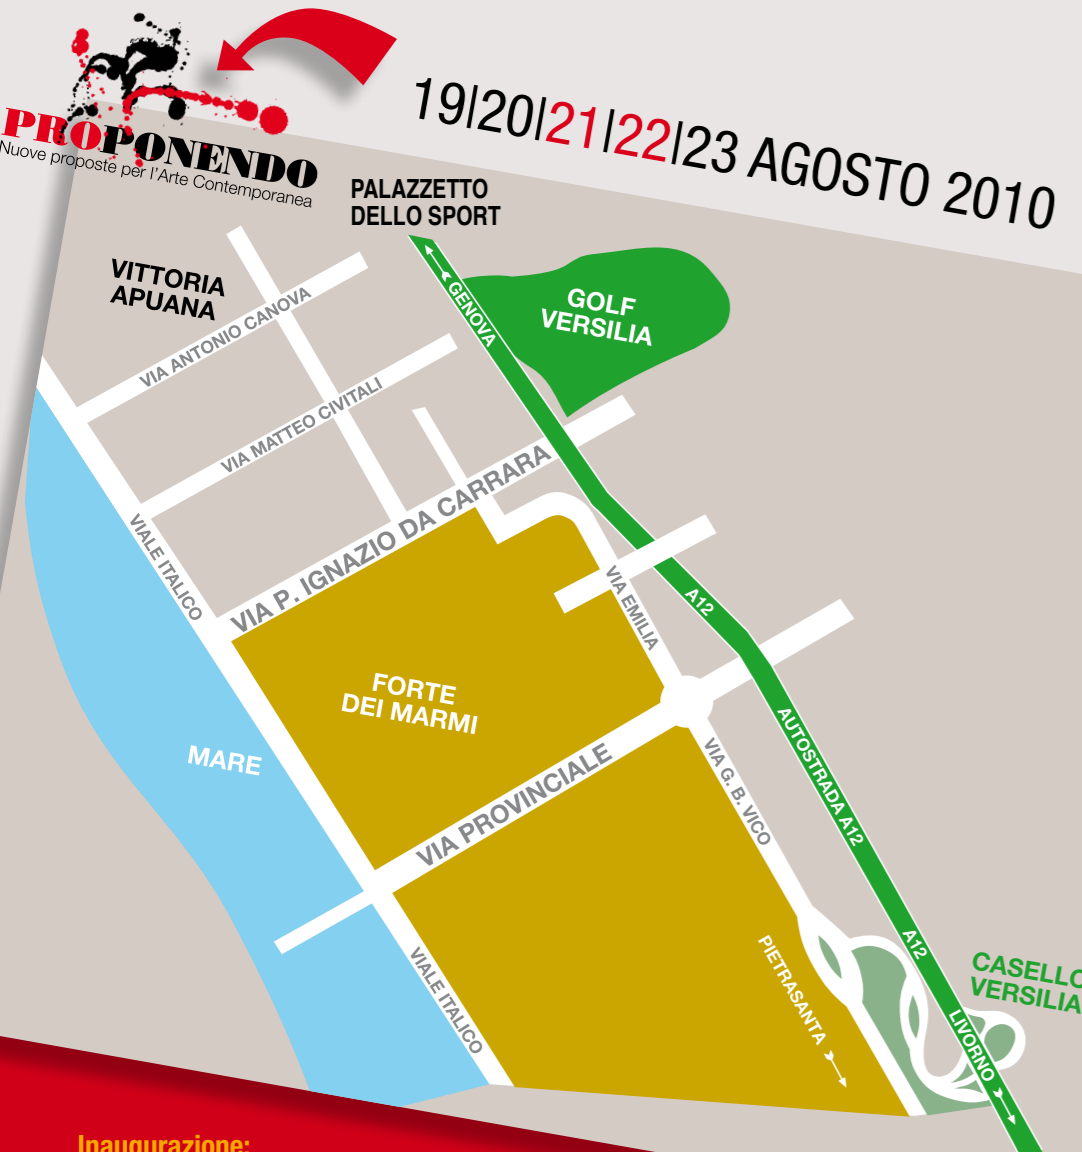 19|20|21|22|23 AGOSTO 2010
PROPONENDO
Nuove proposte per l'Arte Contemporanea
PALAZZETTO
DELLO SPORT
VITTORIA
APUANA
VIA ANTONIO CANOVA
GENOVA
GOLF
VERSILIA
VIA MATTEO CIVITALI
VIALE ITALICO
VIA P. IGNAZIO DA CARRARA
VIA EMILIA
A12
FORTE
DEI MARMI
MARE
VIA PROVINCIALE
VIA G. B. VICO
AUTOSTRADA A12
VIALE ITALICO
PIETRASANTA
A12
CASELLO
VERSILIA
LIVORNO
Inaugurazione: